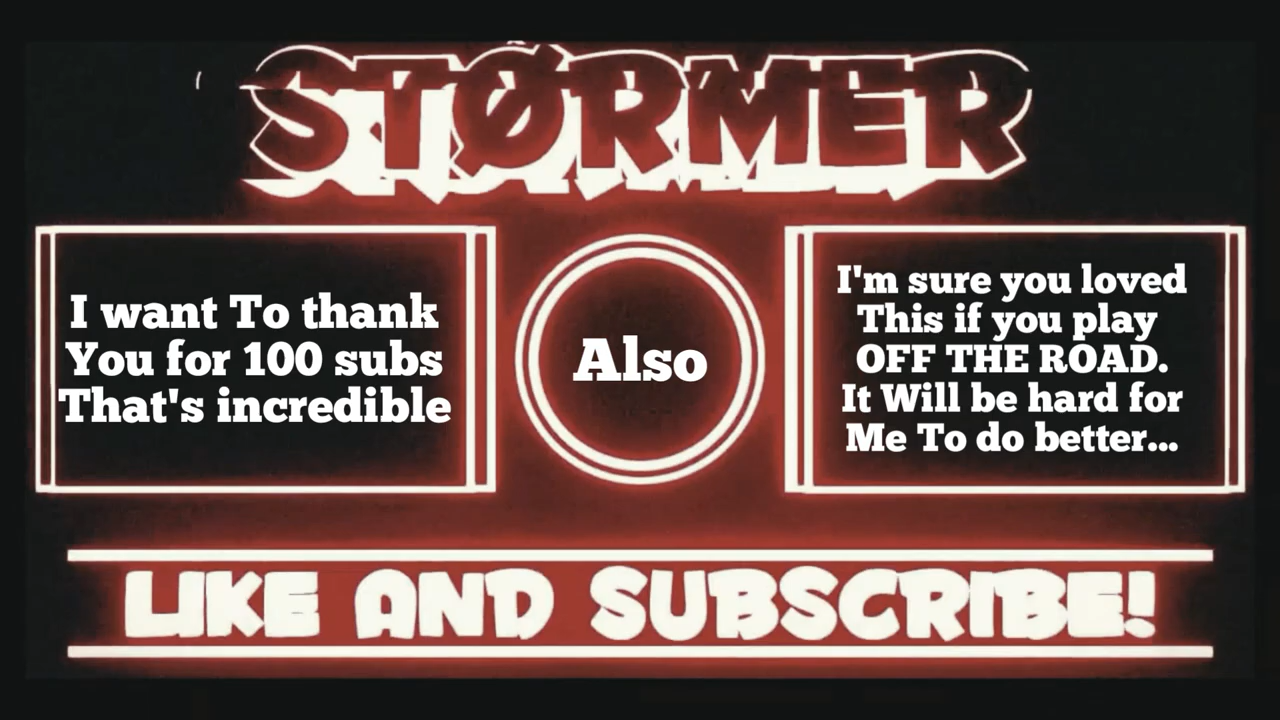 STØRMER
I want To thank
You for 100 subs
That's incredible
Also
I'm sure you loved
This if you play
OFF THE ROAD.
It Will be hard for
Me To do better...
LIKE AND SUBSCRIBE!